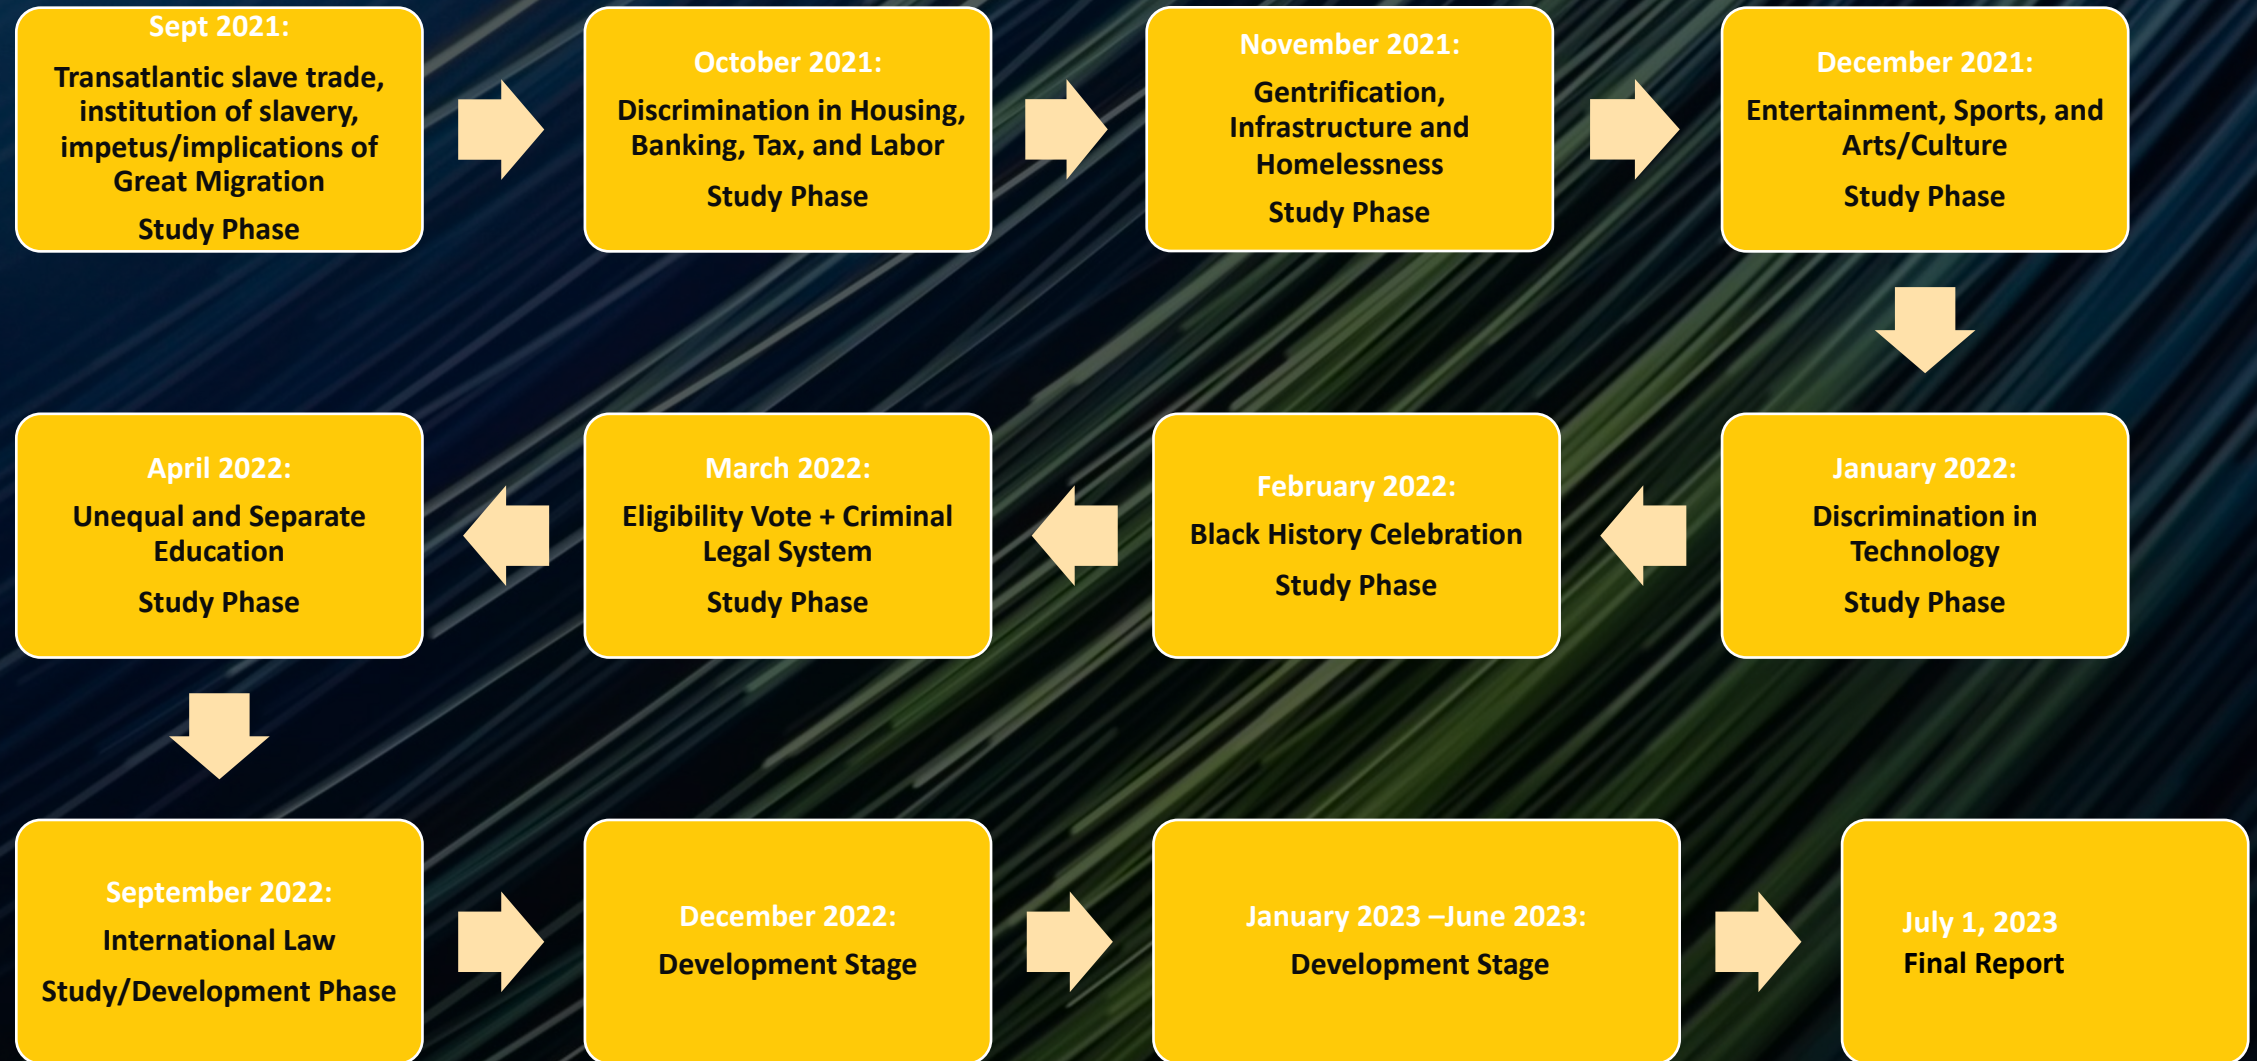 Sept 2021:
Transatlantic slave trade,
institution of slavery,
impetus/implications of
Great Migration
Study Phase
October 2021:
Discrimination in Housing,
Banking, Tax, and Labor
Study Phase
November 2021:
Gentrification,
Infrastructure and
Homelessness
Study Phase
December 2021:
Entertainment, Sports, and
Arts/Culture
Study Phase
January 2022:
Discrimination in
Technology
Study Phase
February 2022:
Black History Celebration
Study Phase
March 2022:
Eligibility Vote + Criminal
Legal System
Study Phase
April 2022:
Unequal and Separate
Education
Study Phase
September 2022:
International Law
Study/Development Phase
December 2022:
Development Stage
January 2023 –June 2023:
Development Stage
July 1, 2023
Final Report